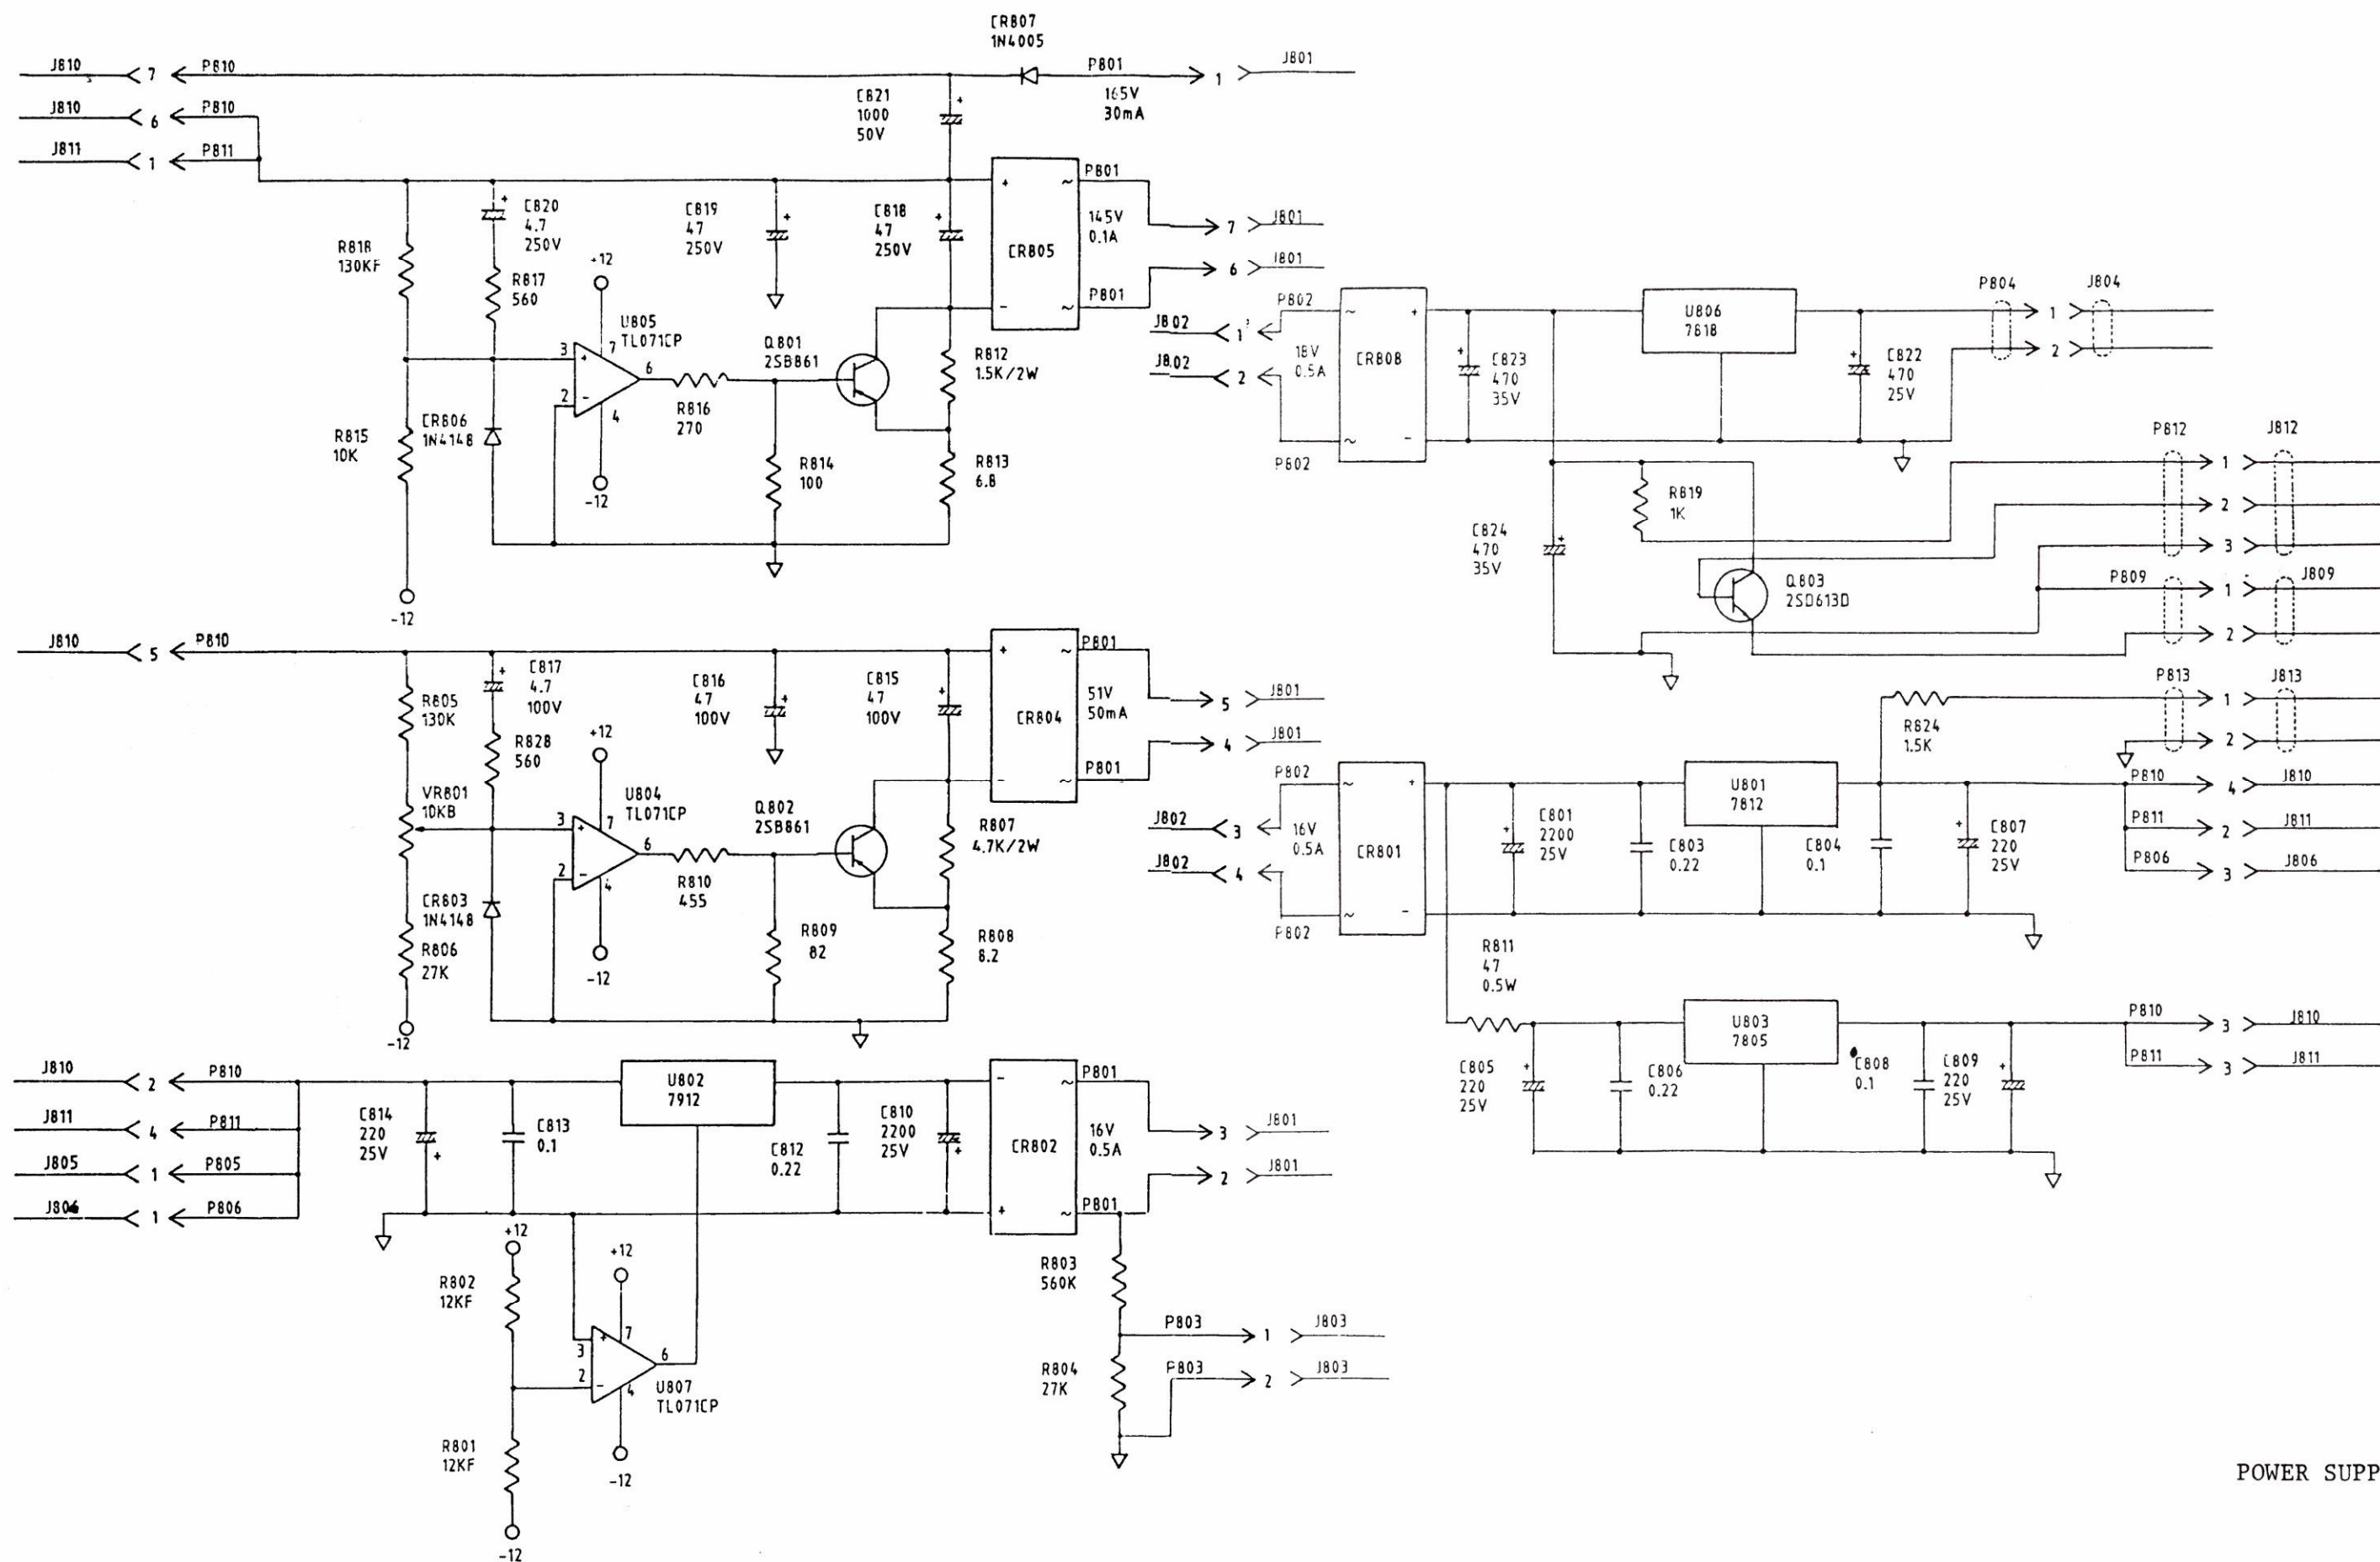 CR807
1N4005
J810
7
P810
P801
1
J801
165V
30mA
J810
6
P810
J811
1
P811
C821
1000
50V
R818
130KF
C820
4.7
250V
R817
560
C819
47
250V
C818
47
250V
+
~
P801
145V
0.1A
CR805
-
~
P801
7
J801
6
J801
+12
U805
TL071CP
3
+
7
2
-
4
6
-12
Q801
2SB861
R816
270
R812
1.5K/2W
R815
10K
CR806
1N4148
R814
100
R813
6.8
-12
P802
J802
1
J802
2
P802
~
+
18V
0.5A
CR808
~
-
C823
470
35V
U806
7818
C822
470
25V
P804
J804
1
2
P812
J812
1
2
3
R819
1K
C824
470
35V
Q803
2SD613D
P809
J809
1
2
J810
5
P810
R805
130K
C817
4.7
100V
R828
560
C816
47
100V
C815
47
100V
+
~
P801
51V
50mA
CR804
-
~
P801
5
J801
4
J801
VR801
10KB
+12
U804
TL071CP
3
+
7
2
-
4
6
-12
Q802
2SB861
R810
455
R807
4.7K/2W
CR803
1N4148
R806
27K
R809
82
R808
8.2
-12
P802
J802
3
J802
4
P802
~
+
16V
0.5A
CR801
~
-
C801
2200
25V
C803
0.22
U801
7812
C804
0.1
C807
220
25V
R824
1.5K
P813
J813
1
2
P810
4
J810
P811
2
J811
P806
3
J806
R811
47
0.5W
C805
220
25V
C806
0.22
U803
7805
C808
0.1
C809
220
25V
P810
3
J810
P811
3
J811
J810
2
P810
J811
4
P811
J805
1
P805
J806
1
P806
C814
220
25V
C813
0.1
U802
7912
C812
0.22
C810
2200
25V
-
~
P801
16V
0.5A
CR802
+
~
P801
3
J801
2
J801
+12
R802
12KF
+12
3
+
7
2
-
4
6
U807
TL071CP
-12
R801
12KF
-12
R803
560K
P803
1
J803
R804
27K
P803
2
J803
POWER SUPP